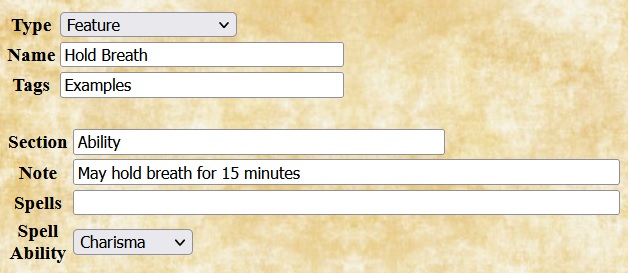 Type Feature
Name Hold Breath
Tags Examples
Section Ability
Note May hold breath for 15 minutes
Spells
Spell
Ability Charisma